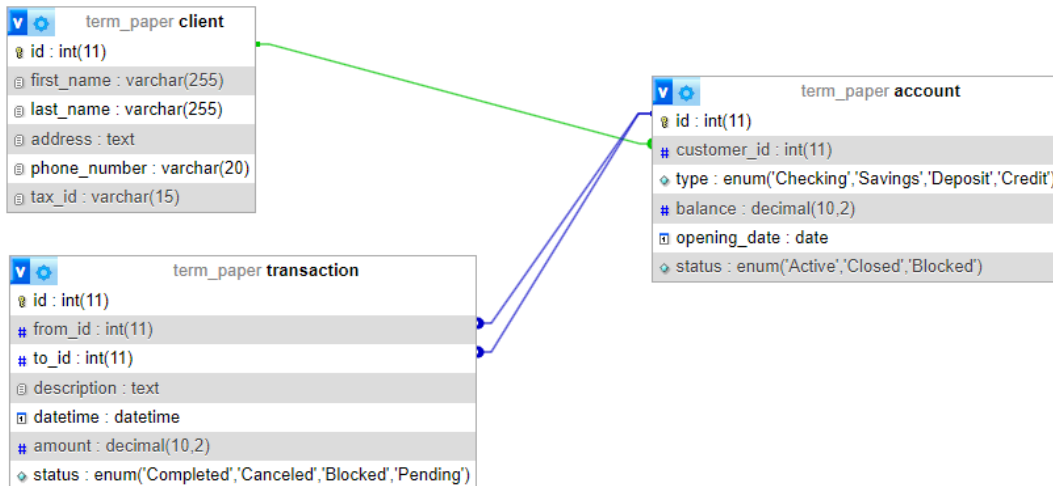 term_paper client
id : int(11)
first_name : varchar(255)
last_name : varchar(255)
address : text
phone_number : varchar(20)
tax_id : varchar(15)
term_paper account
id : int(11)
customer_id : int(11)
type : enum('Checking','Savings','Deposit','Credit')
balance : decimal(10,2)
opening_date : date
status : enum('Active','Closed','Blocked')
term_paper transaction
id : int(11)
from_id : int(11)
to_id : int(11)
description : text
datetime : datetime
amount : decimal(10,2)
status : enum('Completed','Canceled','Blocked','Pending')